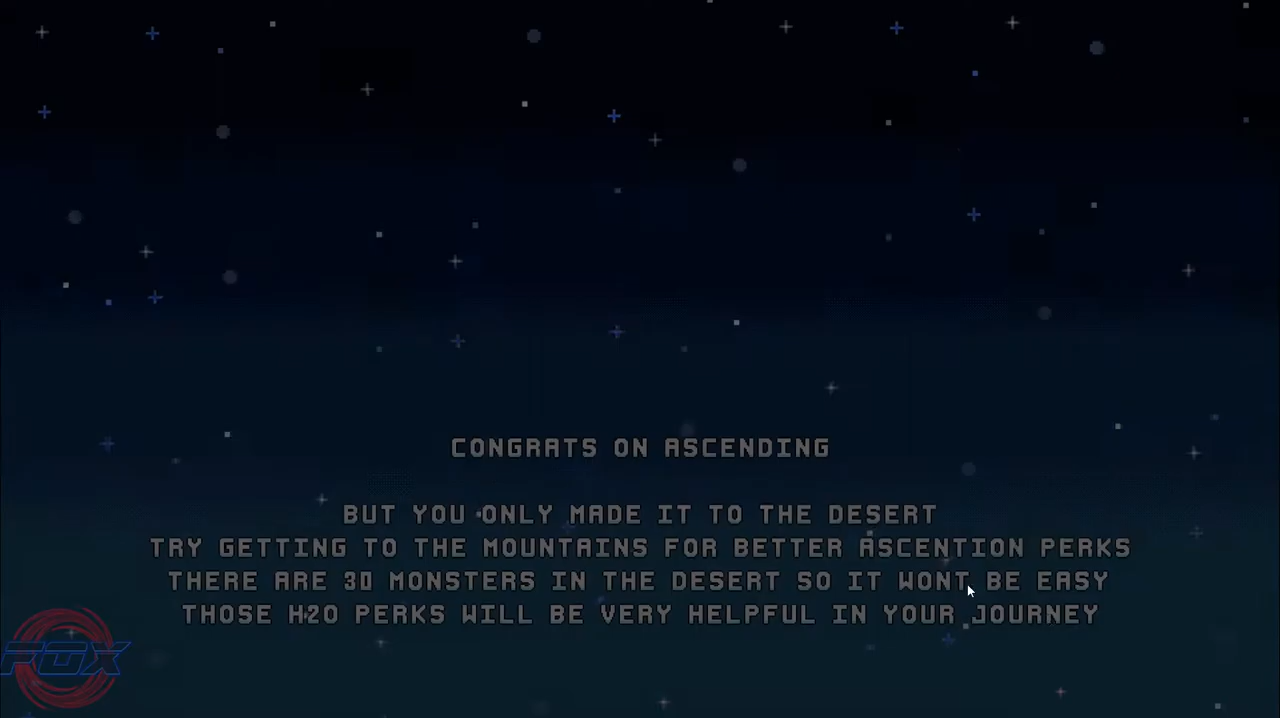 CONGRATS ON ASCENDING
BUT YOU ONLY MADE IT TO THE DESERT
TRY GETTING TO THE MOUNTAINS FOR BETTER ASCENTION PERKS
THERE ARE 30 MONSTERS IN THE DESERT SO IT WONT BE EASY
THOSE H2O PERKS WILL BE VERY HELPFUL IN YOUR JOURNEY
FOX